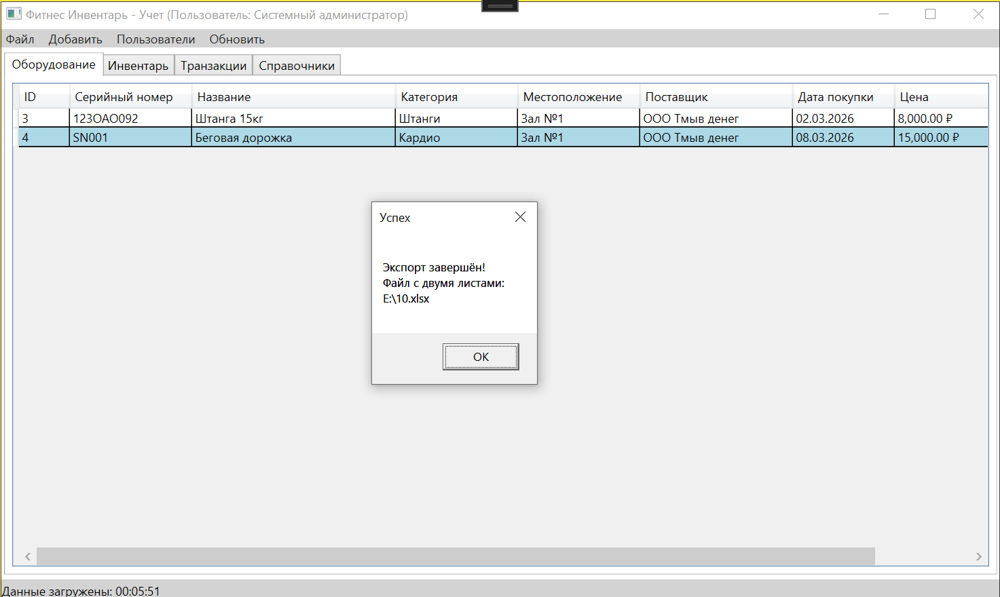 Фитнес Инвентарь - Учет (Пользователь: Системный администратор)
Файл Добавить Пользователи Обновить
Оборудование Инвентарь Транзакции Справочники
ID Серийный номер Название Категория Местоположение Поставщик Дата покупки Цена
3 123OAO092 Штанга 15кг Штанги Зал №1 ООО Тмыв денег 02.03.2026 8,000.00 ₽
4 SN001 Беговая дорожка Кардио Зал №1 ООО Тмыв денег 08.03.2026 15,000.00 ₽
Успех
Экспорт завершён!
Файл с двумя листами:
E:\10.xlsx
OK
Данные загружены: 00:05:51